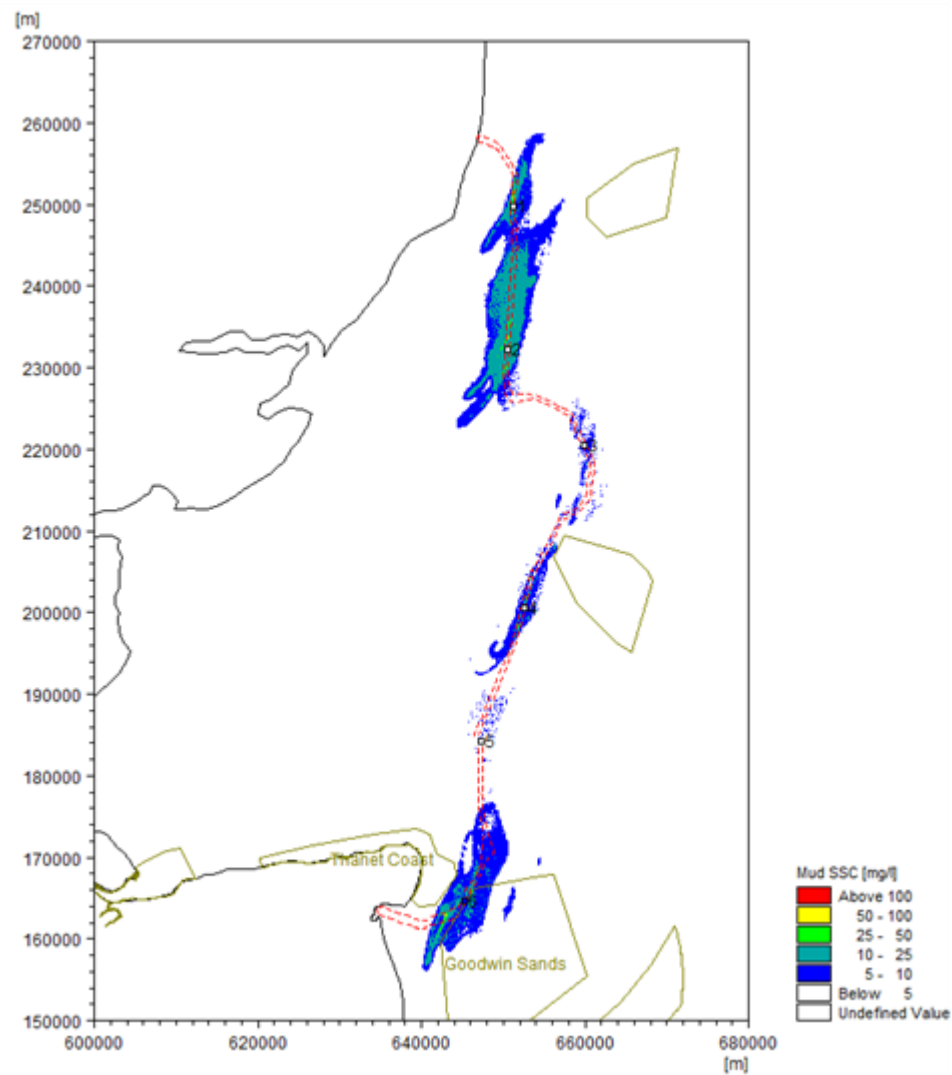 [m]
270000
260000
250000
240000
230000
220000
210000
200000
190000
180000
170000
160000
150000
Thanet Coast
Goodwin Sands
600000 620000 640000 660000 680000
[m]
Mud SSC [mg/l]
Above 100
50 - 100
25 - 50
10 - 25
5 - 10
Below 5
Undefined Value